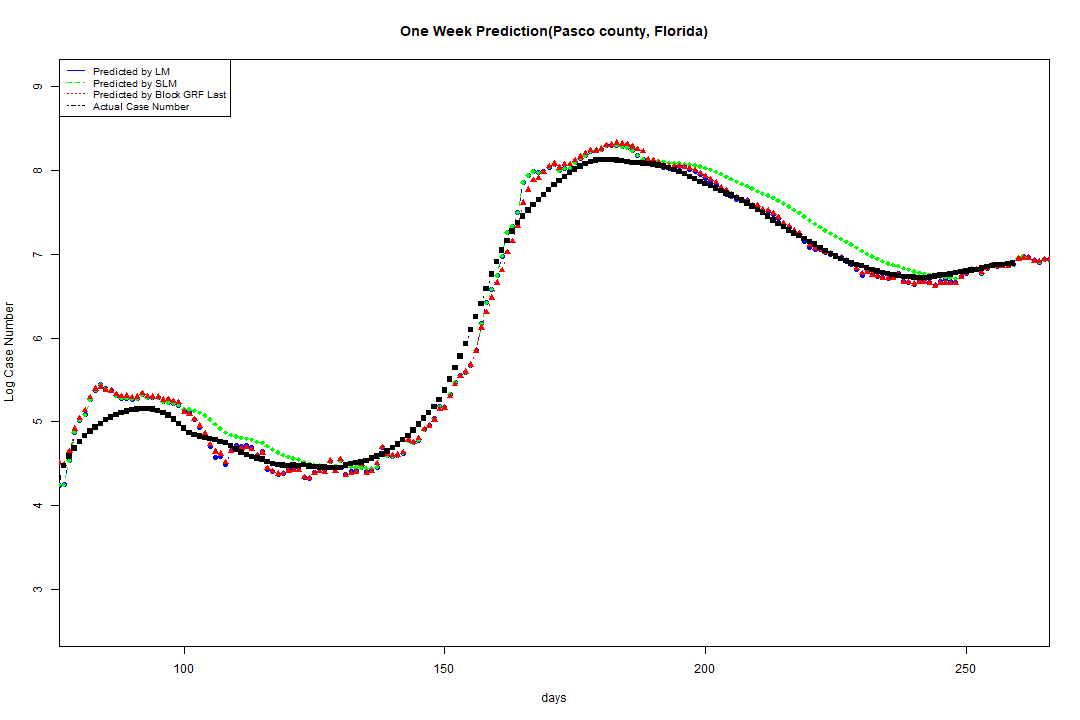 One Week Prediction(Pasco county, Florida)
Predicted by LM
Predicted by SLM
Predicted by Block GRF Last
Actual Case Number
Log Case Number
9
8
7
6
5
4
3
100 150 200 250
days